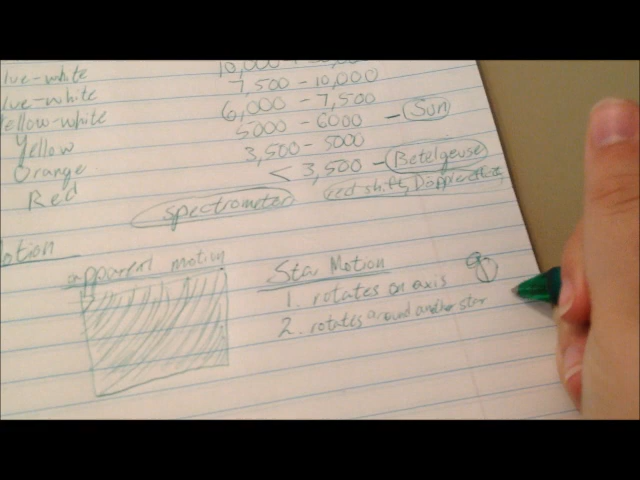 lue-white 10,000 -
lue-white 7,500 - 10,000
ellow-white 6,000 - 7,500
Yellow 5000 - 6000 - Sun
Orange 3,500 - 5000
Red < 3,500 - Betelgeuse
spectrometer red shift, Doppler effect
otion
apparent motion
Star Motion
1. rotates on axis
2. rotates around another star